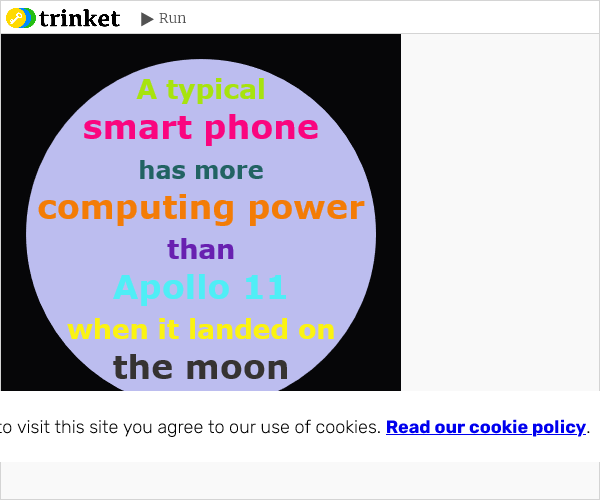 trinket
Run
A typical
smart phone
has more
computing power
than
Apollo 11
when it landed on
the moon
to visit this site you agree to our use of cookies. Read our cookie policy.